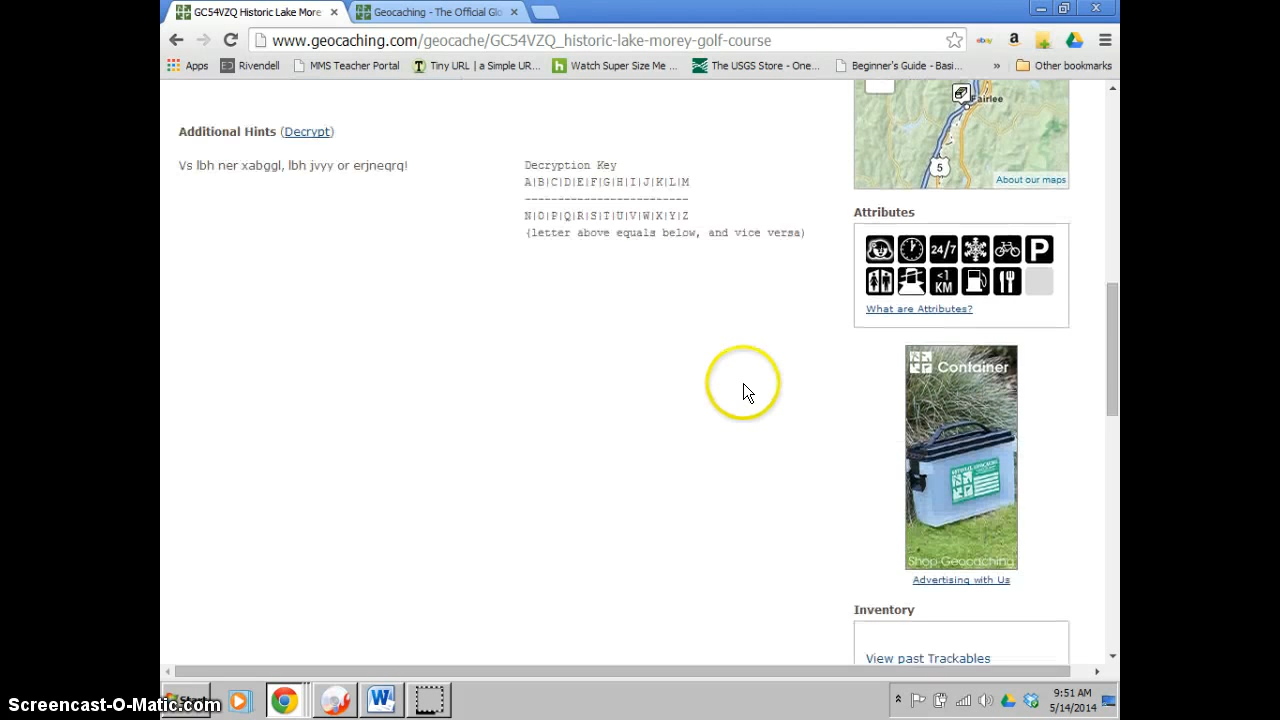 GC54VZQ Historic Lake More
Geocaching - The Official Glo
www.geocaching.com/geocache/GC54VZQ_historic-lake-morey-golf-course
ebay
Apps
Rivendell
MMS Teacher Portal
Tiny URL | a Simple UR...
Watch Super Size Me ...
The USGS Store - One...
Beginner's Guide - Basi...
»
Other bookmarks
Fairlee
5
About our maps
Additional Hints (Decrypt)
Vs lbh ner xabggl, lbh jvyy or erjneqrq!
Decryption Key
A|B|C|D|E|F|G|H|I|J|K|L|M
-------------------------
N|O|P|Q|R|S|T|U|V|W|X|Y|Z
(letter above equals below, and vice versa)
Attributes
24/7
P
<1
KM
What are Attributes?
Container
Shop Geocaching
Advertising with Us
Inventory
View past Trackables
Screencast-O-Matic.com
9:51 AM
5/14/2014